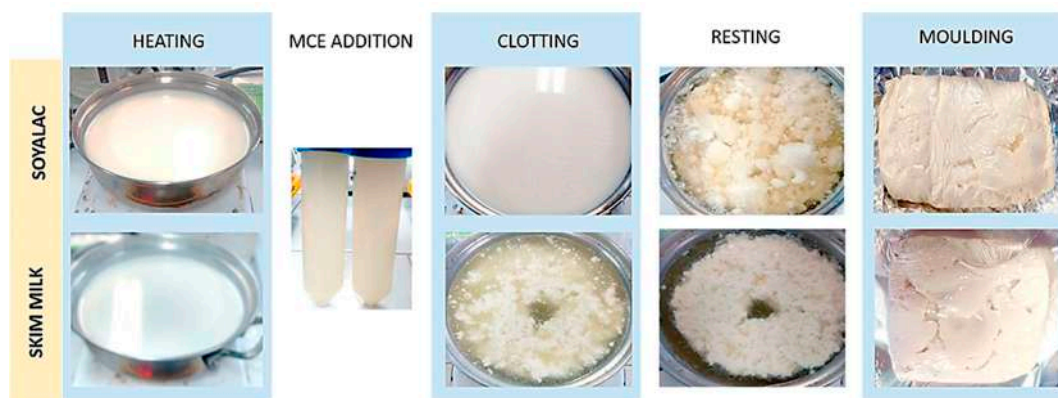 HEATING
MCE ADDITION
CLOTTING
RESTING
MOULDING
SOYALAC
SKIM MILK